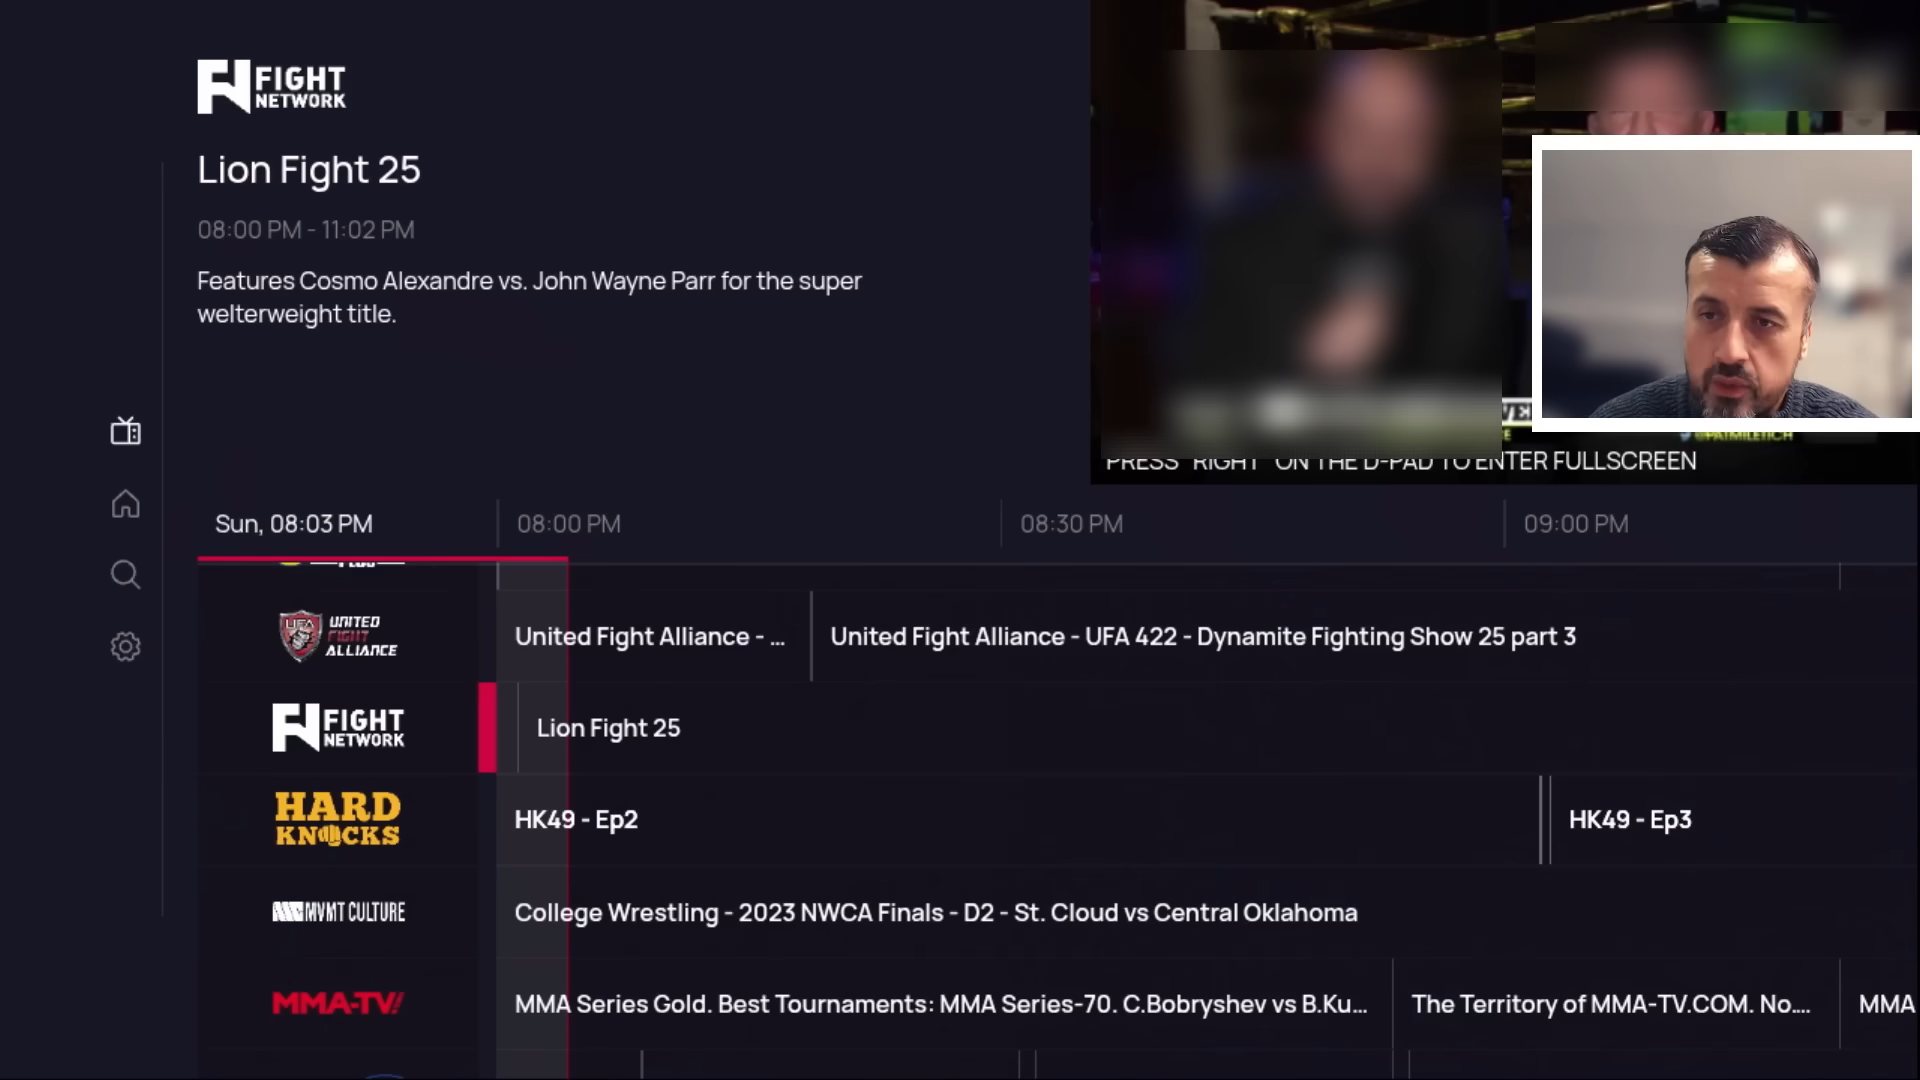 FIGHT
NETWORK
Lion Fight 25
08:00 PM - 11:02 PM
Features Cosmo Alexandre vs. John Wayne Parr for the super
welterweight title.
@PATMILETICH
PRESS "RIGHT" ON THE D-PAD TO ENTER FULLSCREEN
Sun, 08:03 PM
08:00 PM
08:30 PM
09:00 PM
UFA UNITED
FIGHT
ALLIANCE
United Fight Alliance - ...
United Fight Alliance - UFA 422 - Dynamite Fighting Show 25 part 3
FIGHT
NETWORK
Lion Fight 25
HARD
KNOCKS
HK49 - Ep2
HK49 - Ep3
MVMT CULTURE
College Wrestling - 2023 NWCA Finals - D2 - St. Cloud vs Central Oklahoma
MMA-TV!
MMA Series Gold. Best Tournaments: MMA Series-70. C.Bobryshev vs B.Ku...
The Territory of MMA-TV.COM. No....
MMA